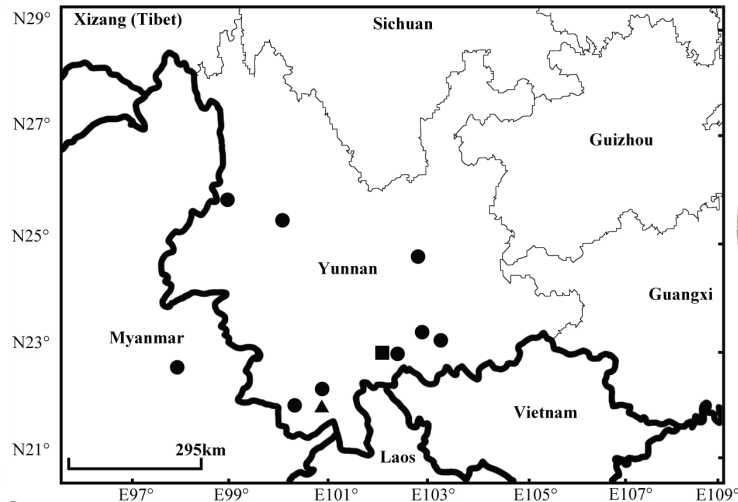 N29°
Xizang (Tibet)
Sichuan
N27°
Guizhou
N25°
Yunnan
Guangxi
N23°
Myanmar
Vietnam
N21°
295km
Laos
E97°
E99°
E101°
E103°
E105°
E107°
E109°